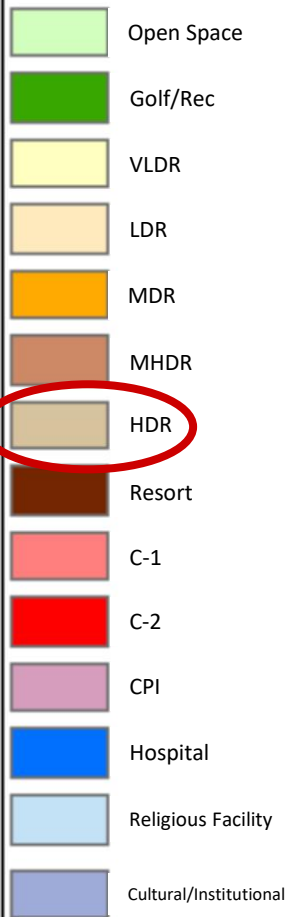 Open Space
Golf/Rec
VLDR
LDR
MDR
MHDR
HDR
Resort
C-1
C-2
CPI
Hospital
Religious Facility
Cultural/Institutional